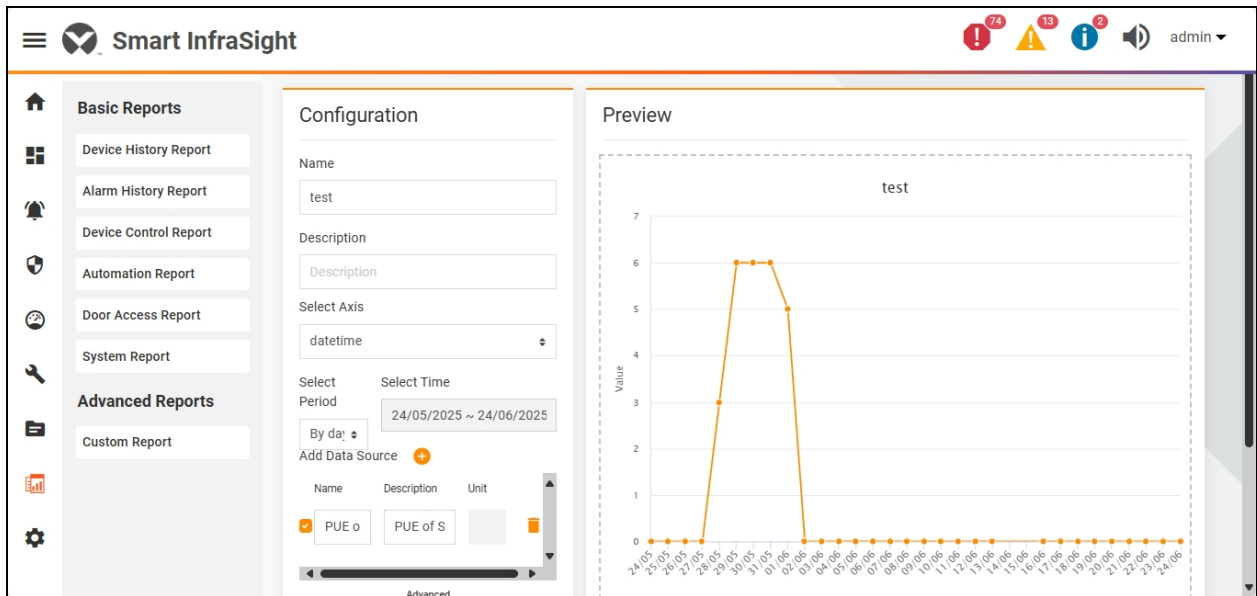 Smart InfraSight
74
13
2
admin
Basic Reports
Device History Report
Alarm History Report
Device Control Report
Automation Report
Door Access Report
System Report
Advanced Reports
Custom Report
Configuration
Name
test
Description
Description
Select Axis
datetime
Select Period
Select Time
By day
24/05/2025 ~ 24/06/2025
Add Data Source
Name Description Unit
PUE o PUE of S
Advanced
Preview
test
7
6
5
4
3
2
1
0
Value
24/05 25/05 26/05 27/05 28/05 29/05 30/05 31/05 01/06 02/06 03/06 04/06 05/06 06/06 07/06 08/06 09/06 10/06 11/06 12/06 13/06 14/06 15/06 16/06 17/06 18/06 19/06 20/06 21/06 22/06 23/06 24/06